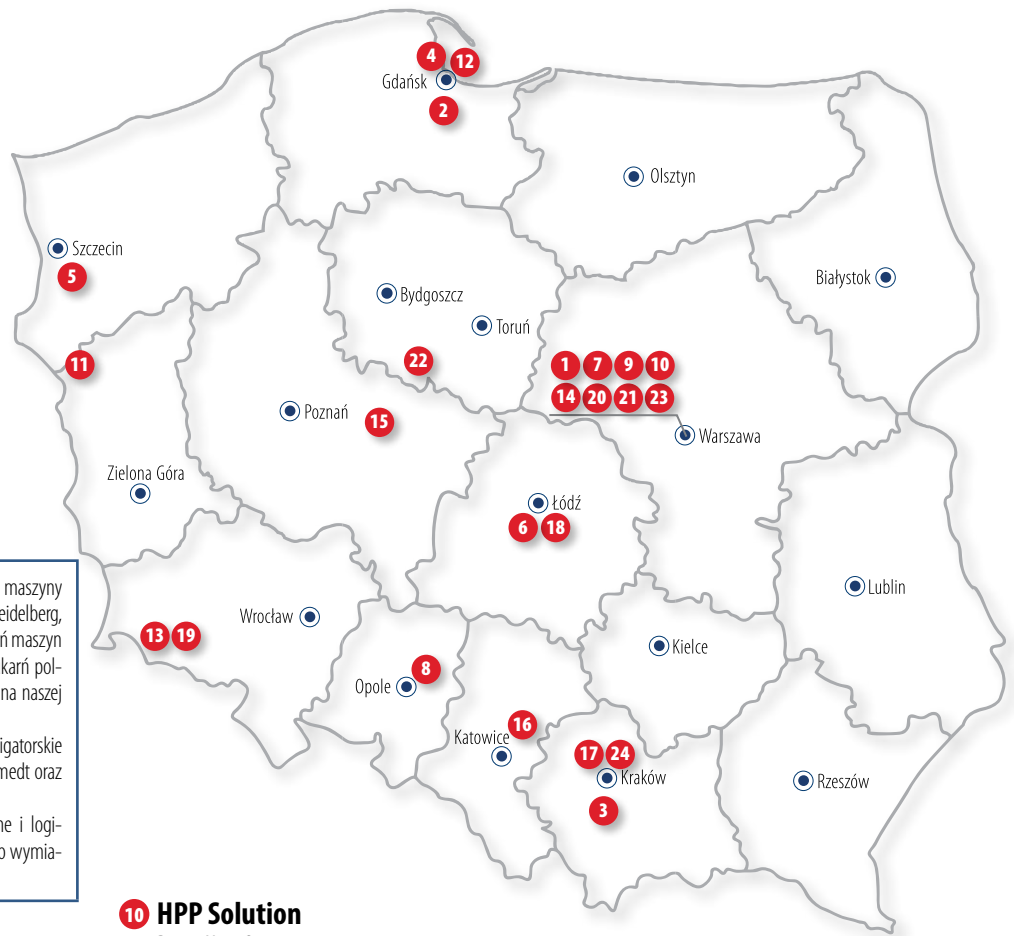 4 12
Gdańsk
2
Olsztyn
Szczecin
5
Białystok
Bydgoszcz
Toruń
11
22
1 7 9 10
14 20 21 23
Poznań
15
Warszawa
Zielona Góra
Łódź
6 18
maszyny
eidelberg,
ń maszyn
karń pol-
na naszej
igatorskie
medt oraz
ne i logi-
o wymia-
Lublin
Wrocław
13 19
Kielce
8
Opole
16
Katowice
17 24
Kraków
3
Rzeszów
10 HPP Solution